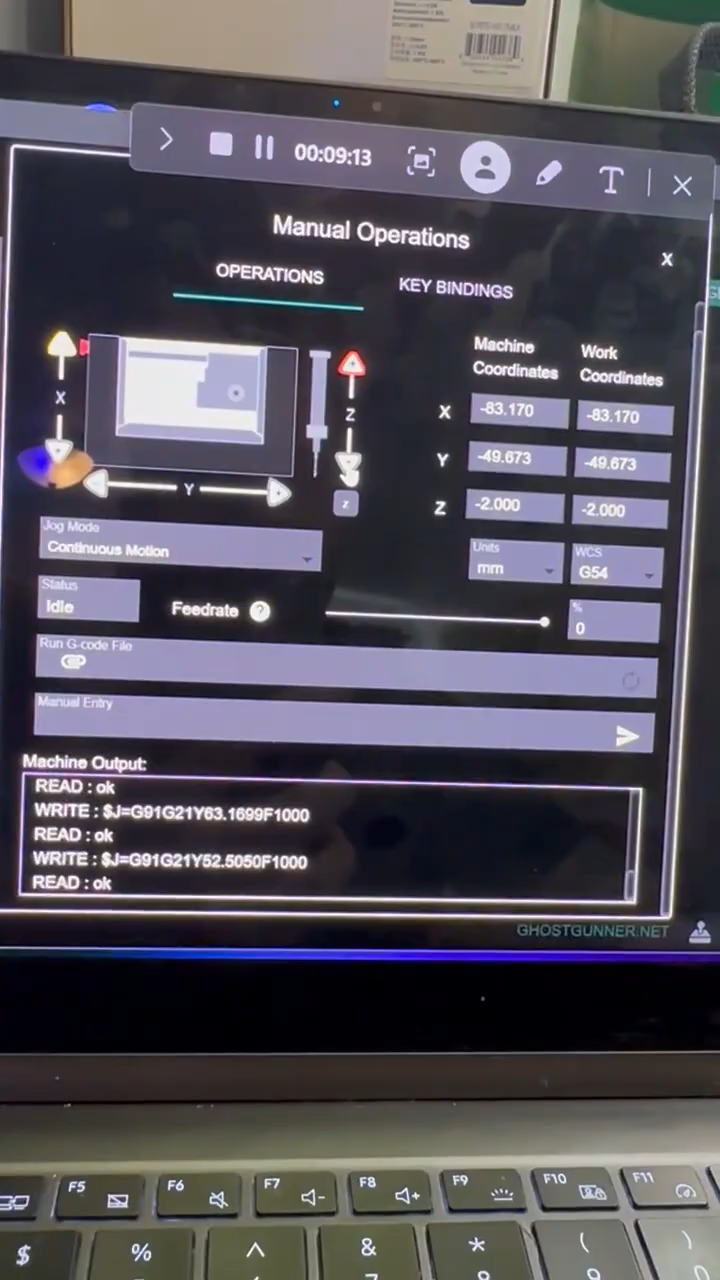 00:09:13
T
Manual Operations
x
OPERATIONS
KEY BINDINGS
Machine Coordinates
Work Coordinates
X
Z
Y
z
X -83.170 -83.170
Y -49.673 -49.673
Z -2.000 -2.000
Jog Mode
Continuous Motion
Units
mm
WCS
G54
Status
Idle
Feedrate ?
%
0
Run G-code File
Manual Entry
Machine Output:
READ : ok
WRITE : $J=G91G21Y63.1699F1000
READ : ok
WRITE : $J=G91G21Y52.5050F1000
READ : ok
GHOSTGUNNER.NET
F5
F6
F7
F8
F9
F10
F11
$
%
^
&
*
(
)